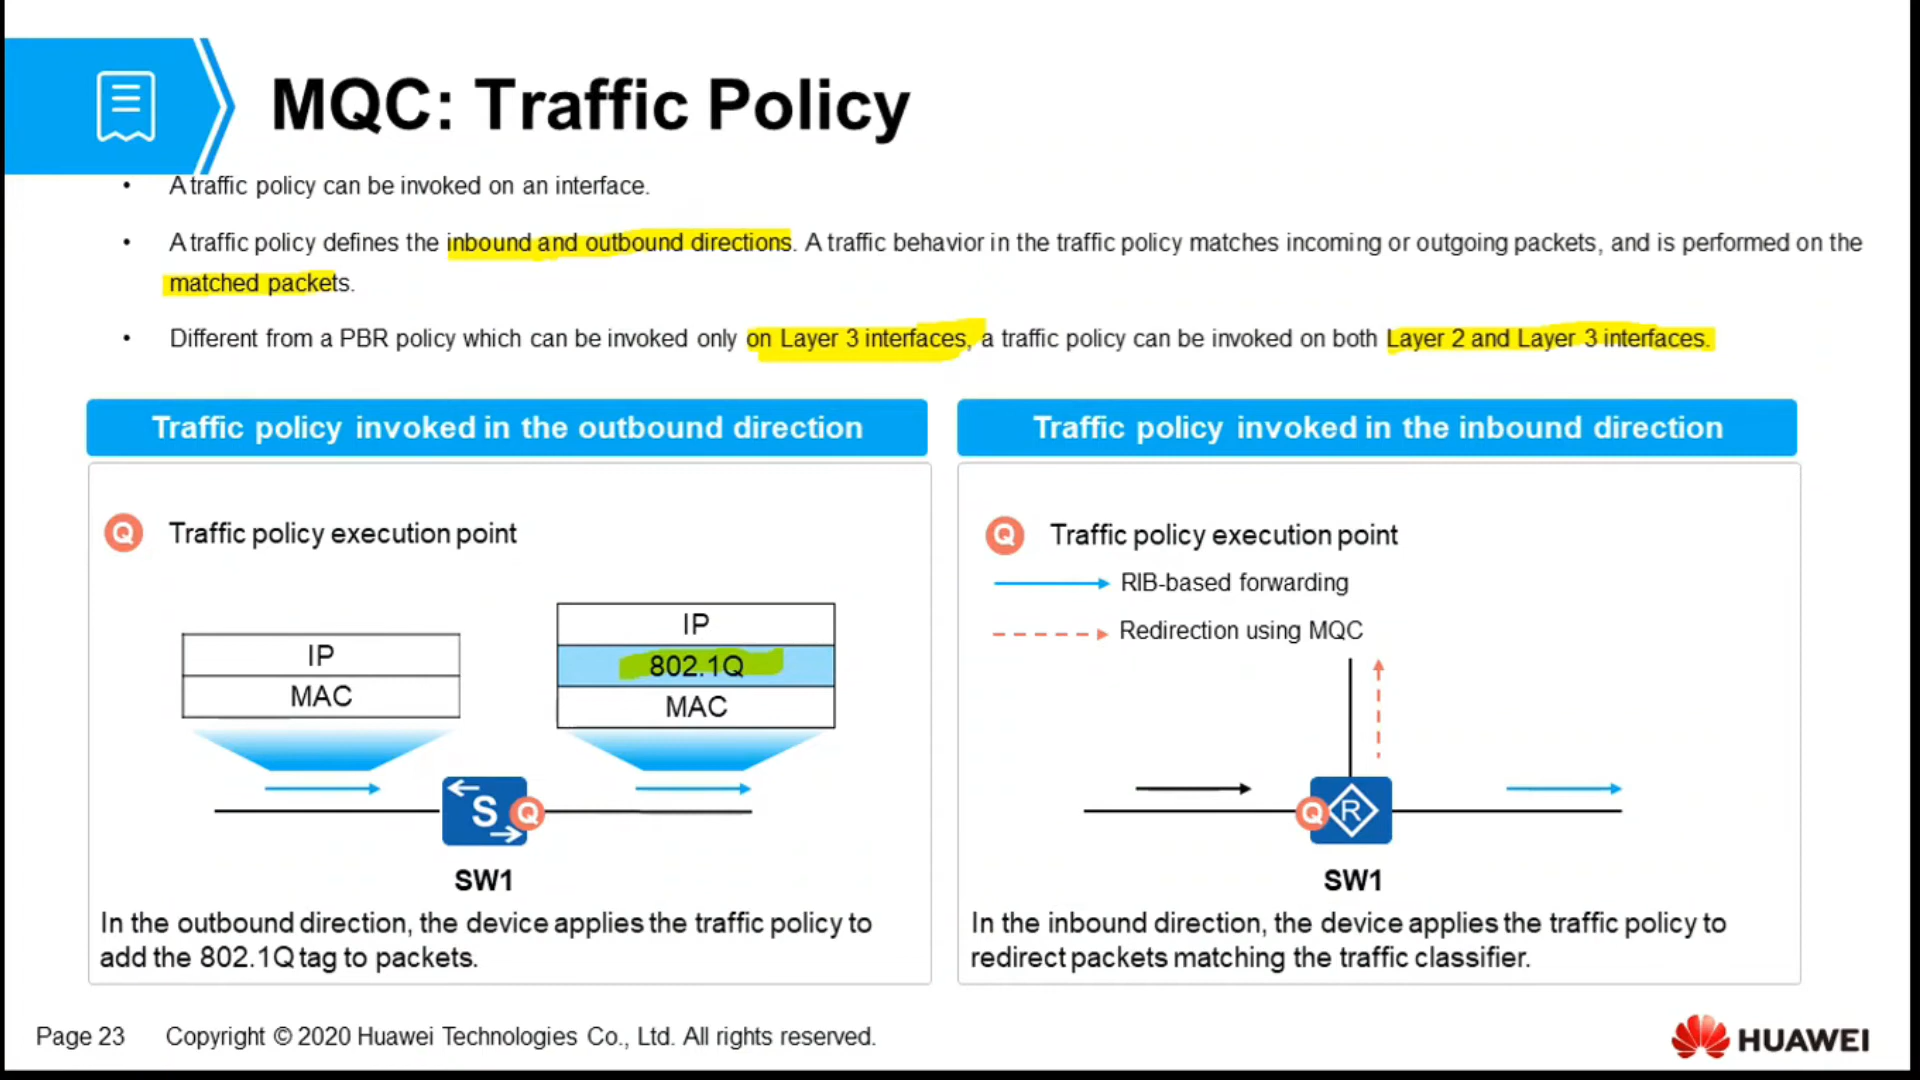 MQC: Traffic Policy
• A traffic policy can be invoked on an interface.
• A traffic policy defines the inbound and outbound directions. A traffic behavior in the traffic policy matches incoming or outgoing packets, and is performed on the
matched packets.
• Different from a PBR policy which can be invoked only on Layer 3 interfaces, a traffic policy can be invoked on both Layer 2 and Layer 3 interfaces.
Traffic policy invoked in the outbound direction
Q Traffic policy execution point
IP
MAC
IP
802.1Q
MAC
S
Q
SW1
In the outbound direction, the device applies the traffic policy to
add the 802.1Q tag to packets.
Traffic policy invoked in the inbound direction
Q Traffic policy execution point
RIB-based forwarding
Redirection using MQC
Q
R
SW1
In the inbound direction, the device applies the traffic policy to
redirect packets matching the traffic classifier.
Page 23 Copyright © 2020 Huawei Technologies Co., Ltd. All rights reserved.
HUAWEI